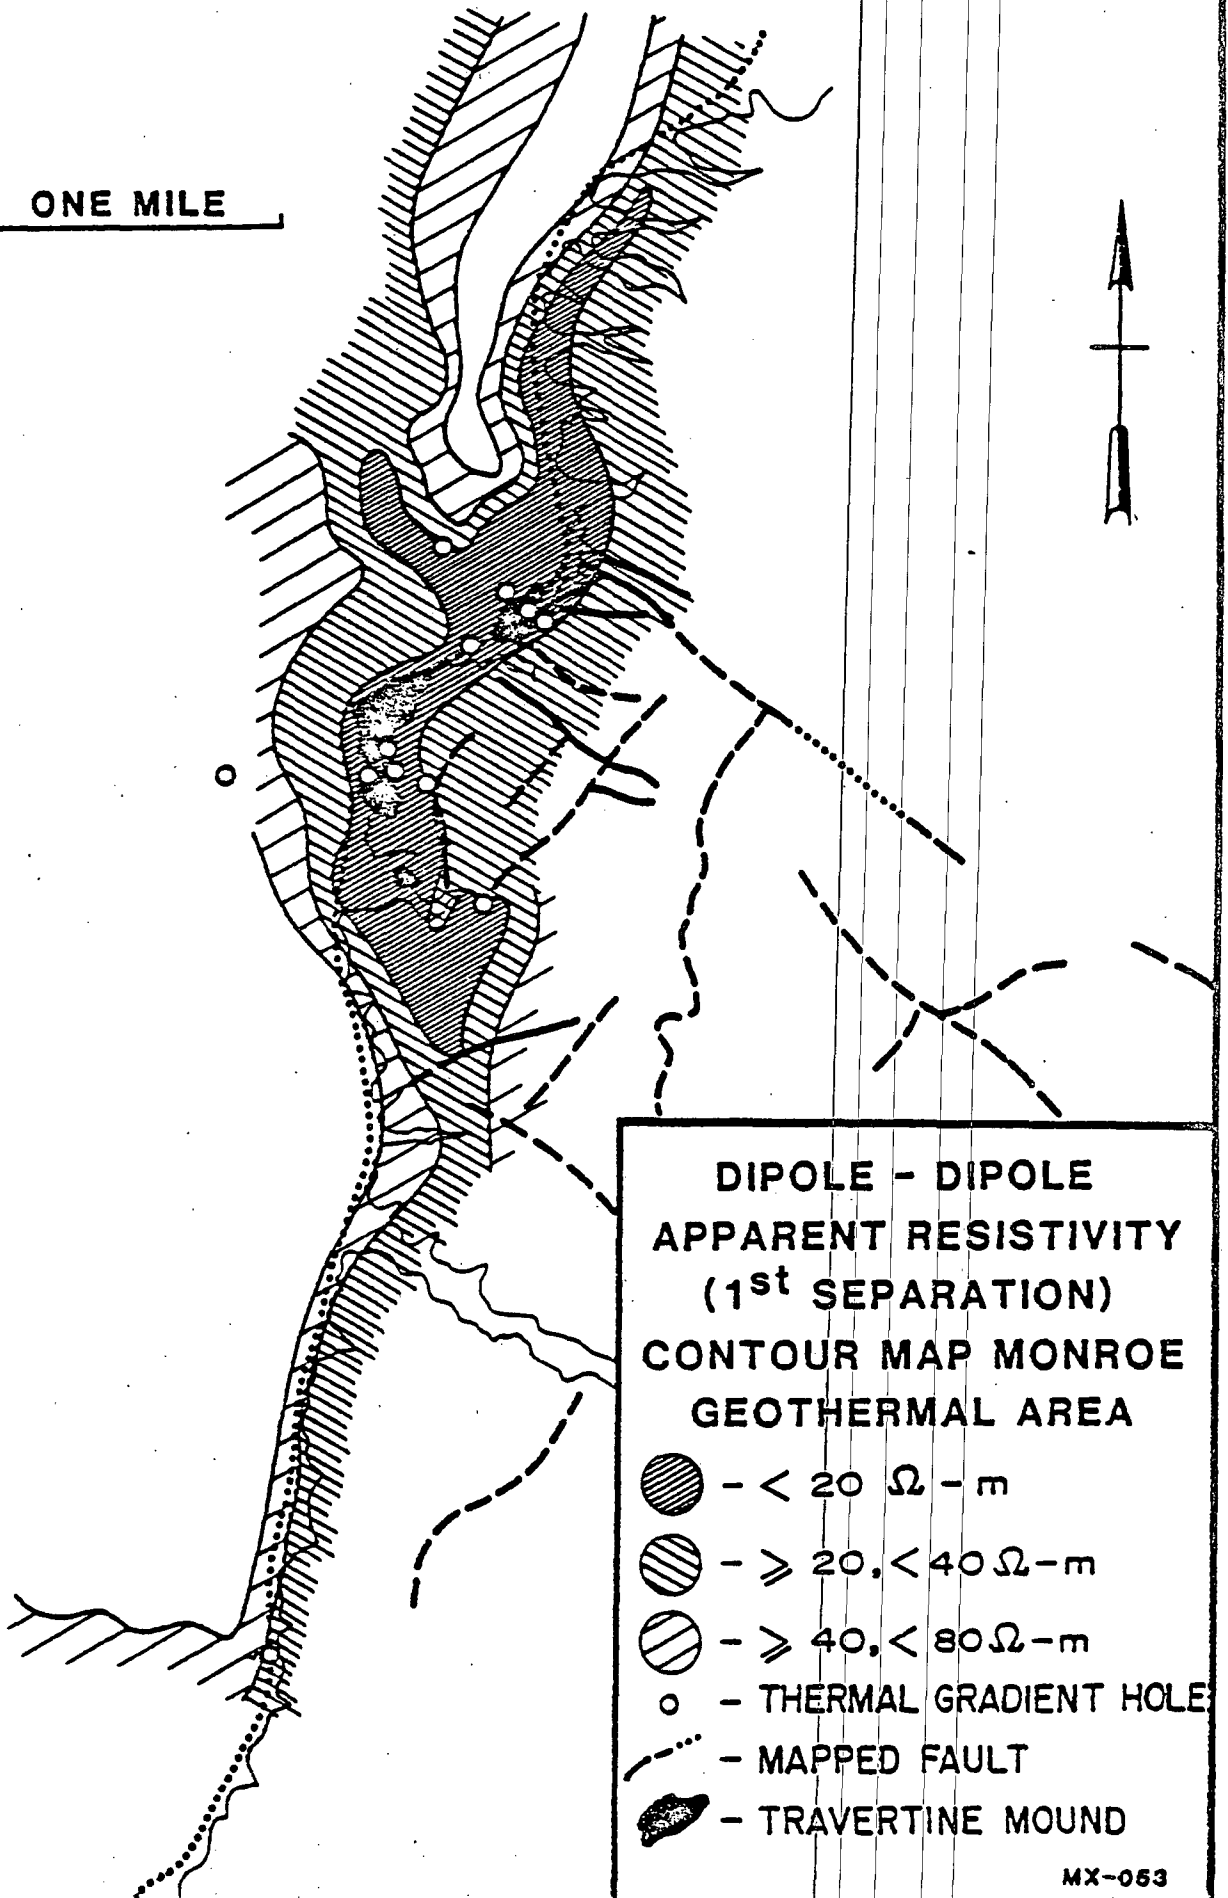 ONE MILE
DIPOLE - DIPOLE
APPARENT RESISTIVITY
(1st SEPARATION)
CONTOUR MAP MONROE
GEOTHERMAL AREA
- < 20 Ω - m
- ⩾ 20, < 40 Ω - m
- ⩾ 40, < 80 Ω - m
- THERMAL GRADIENT HOLE
- MAPPED FAULT
- TRAVERTINE MOUND
MX-053